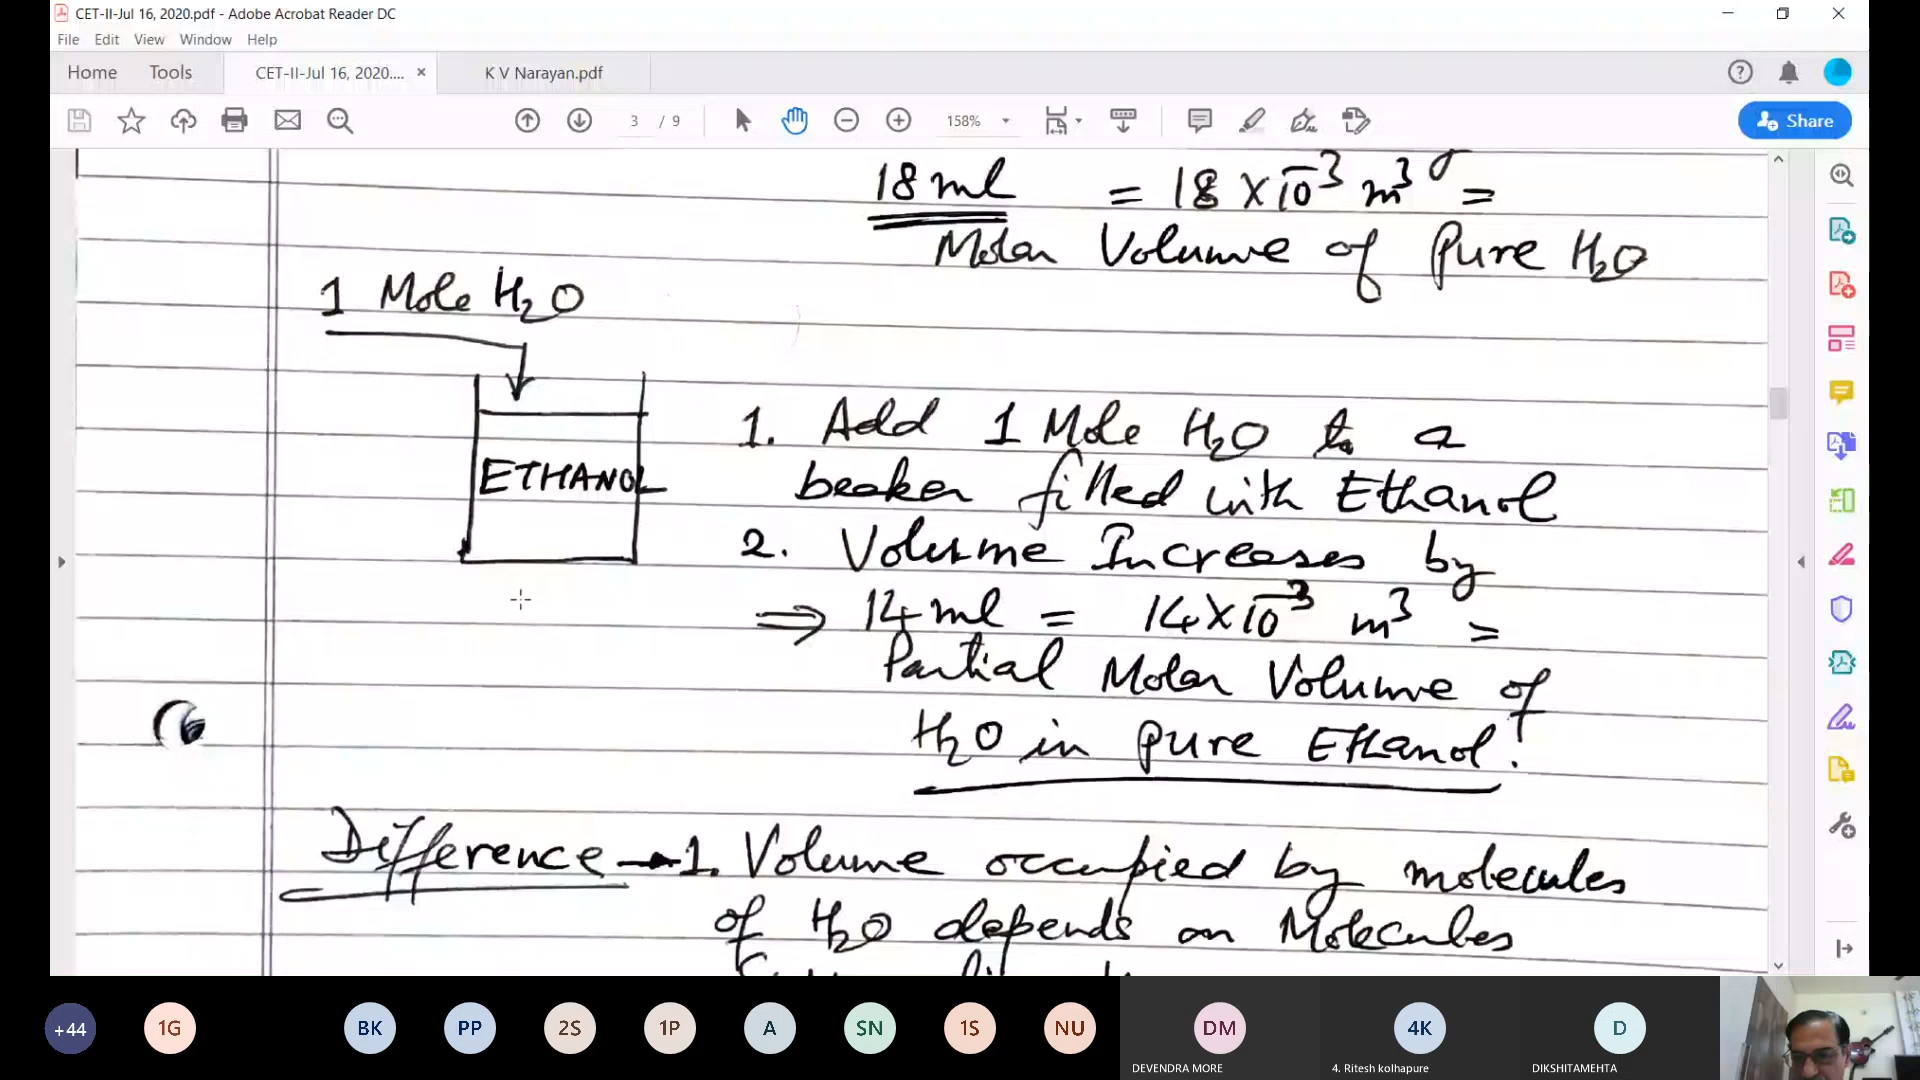 CET-II-Jul 16, 2020.pdf - Adobe Acrobat Reader DC
File Edit View Window Help
Home Tools CET-II-Jul 16, 2020.... × K V Narayan.pdf
3 / 9 158% Share
18 ml = 18 × 10⁻³ m³ =
Molar Volume of Pure H₂O
1 Mole H₂O
ETHANOL
1. Add 1 Mole H₂O to a
beaker filled with Ethanol
2. Volume Increases by
⇒ 14 ml = 14×10⁻³ m³ =
Partial Molar Volume of
H₂O in pure Ethanol!
Difference → 1. Volume occupied by molecules
of H₂O depends on Molecules
+44 1G BK PP 2S 1P A SN 1S NU DM 4K D
DEVENDRA MORE 4. Ritesh kolhapure DIKSHITAMEHTA